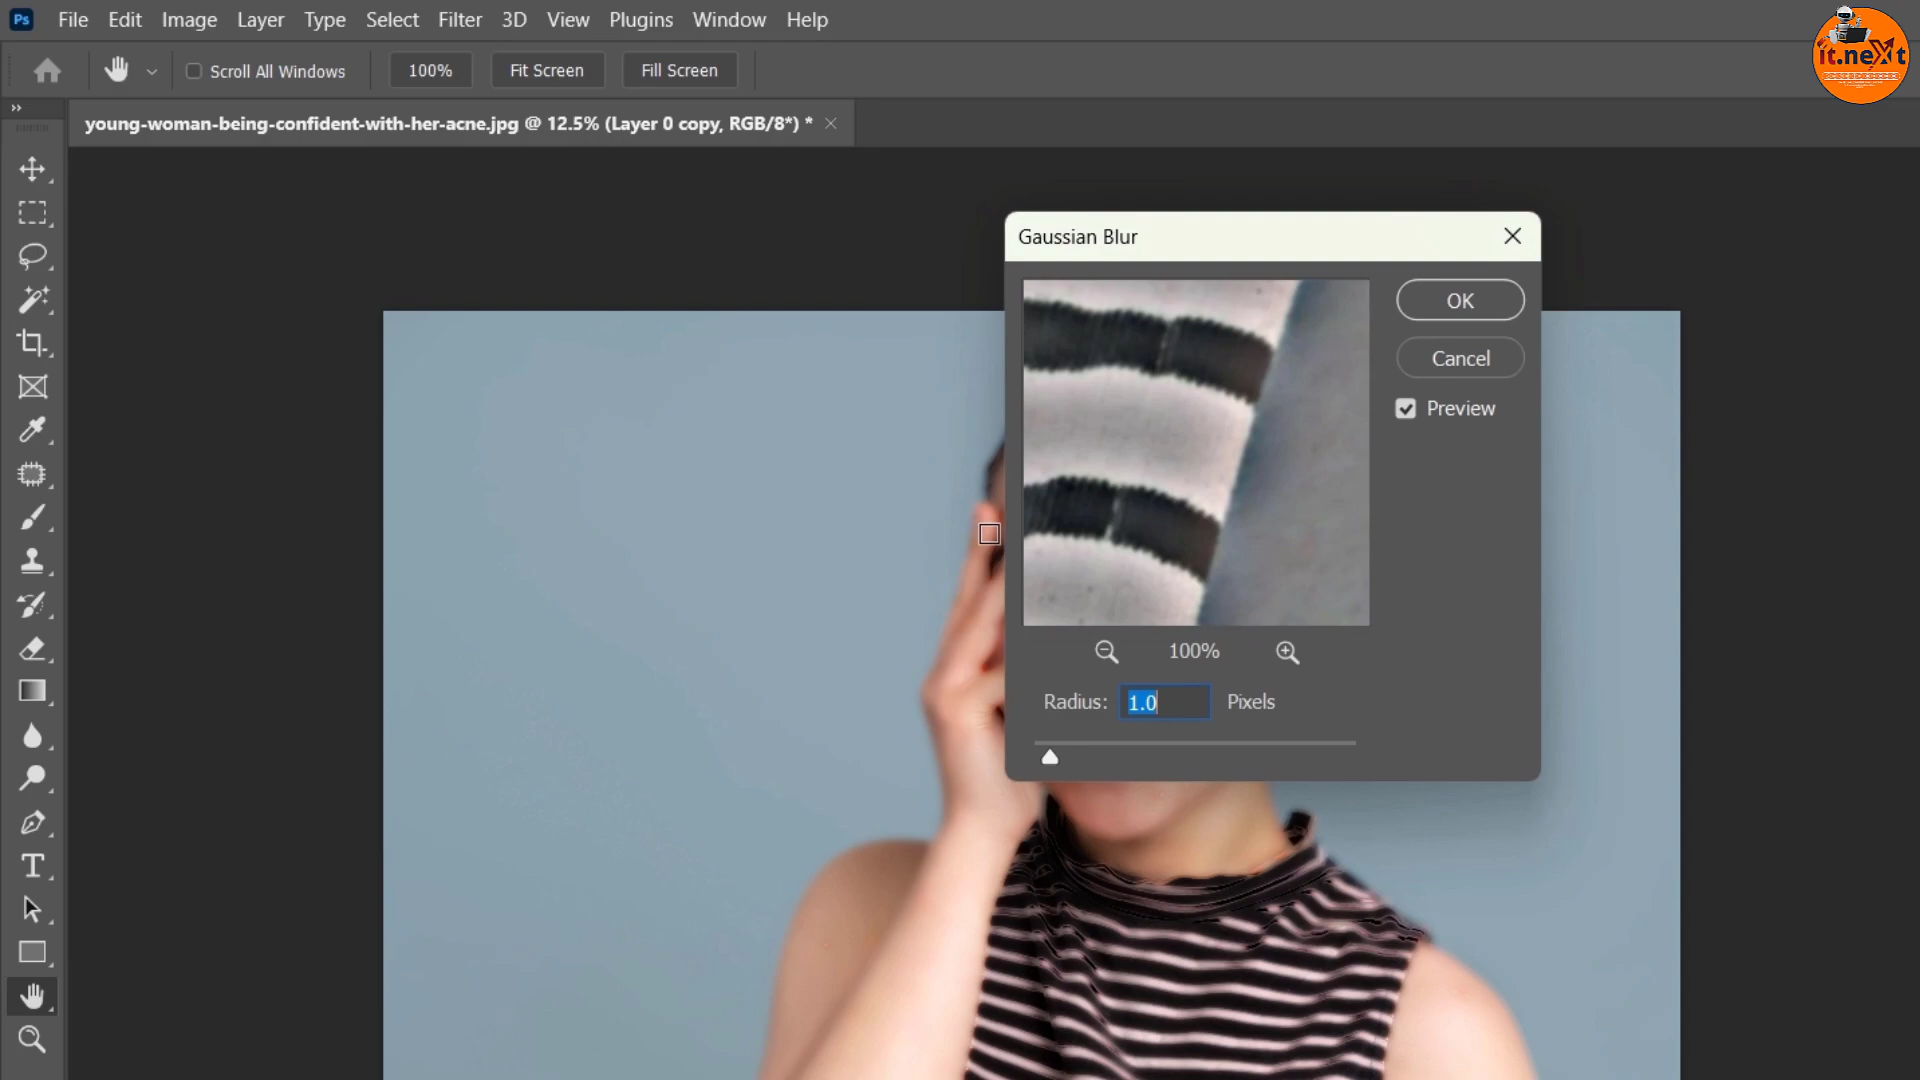 Ps File Edit Image Layer Type Select Filter 3D View Plugins Window Help
it.neXt
Scroll All Windows 100% Fit Screen Fill Screen
young-woman-being-confident-with-her-acne.jpg @ 12.5% (Layer 0 copy, RGB/8*) *
Gaussian Blur
OK
Cancel
Preview
100%
Radius: 1.0 Pixels